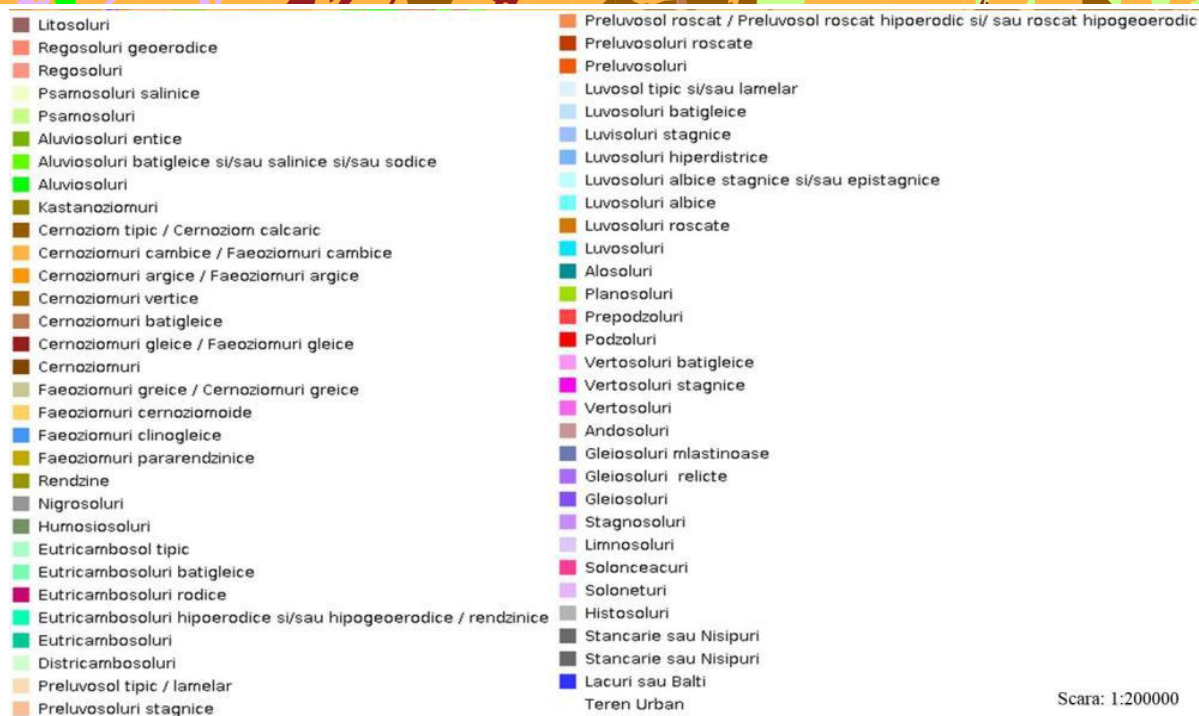 Litosoluri
Regosoluri geoerodice
Regosoluri
Psamosoluri salinice
Psamosoluri
Aluviosoluri entice
Aluviosoluri batigleice si/sau salinice si/sau sodice
Aluviosoluri
Kastanoziomuri
Cernoziom tipic / Cernoziom calcaric
Cernoziomuri cambice / Faeoziomuri cambice
Cernoziomuri argice / Faeoziomuri argice
Cernoziomuri vertice
Cernoziomuri batigleice
Cernoziomuri gleice / Faeoziomuri gleice
Cernoziomuri
Faeoziomuri greice / Cernoziomuri greice
Faeoziomuri cernoziomoide
Faeoziomuri clinogleice
Faeoziomuri pararendzinice
Rendzine
Nigrosoluri
Humosiosoluri
Eutricambosol tipic
Eutricambosoluri batigleice
Eutricambosoluri rodice
Eutricambosoluri hipoerodice si/sau hipogeoerodice / rendzinice
Eutricambosoluri
Districambosoluri
Preluvosol tipic / lamelar
Preluvosoluri stagnice
Preluvosol roscat / Preluvosol roscat hipoerodic si/ sau roscat hipogeoerodic
Preluvosoluri roscate
Preluvosoluri
Luvosol tipic si/sau lamelar
Luvosoluri batigleice
Luvisoluri stagnice
Luvosoluri hiperdistrice
Luvosoluri albice stagnice si/sau epistagnice
Luvosoluri albice
Luvosoluri roscate
Luvosoluri
Alosoluri
Planosoluri
Prepodzoluri
Podzoluri
Vertosoluri batigleice
Vertosoluri stagnice
Vertosoluri
Andosoluri
Gleiosoluri mlastinoase
Gleiosoluri relicte
Gleiosoluri
Stagnosoluri
Limnosoluri
Solonceacuri
Soloneturi
Histosoluri
Stancarie sau Nisipuri
Stancarie sau Nisipuri
Lacuri sau Balti
Teren Urban
Scara: 1:200000